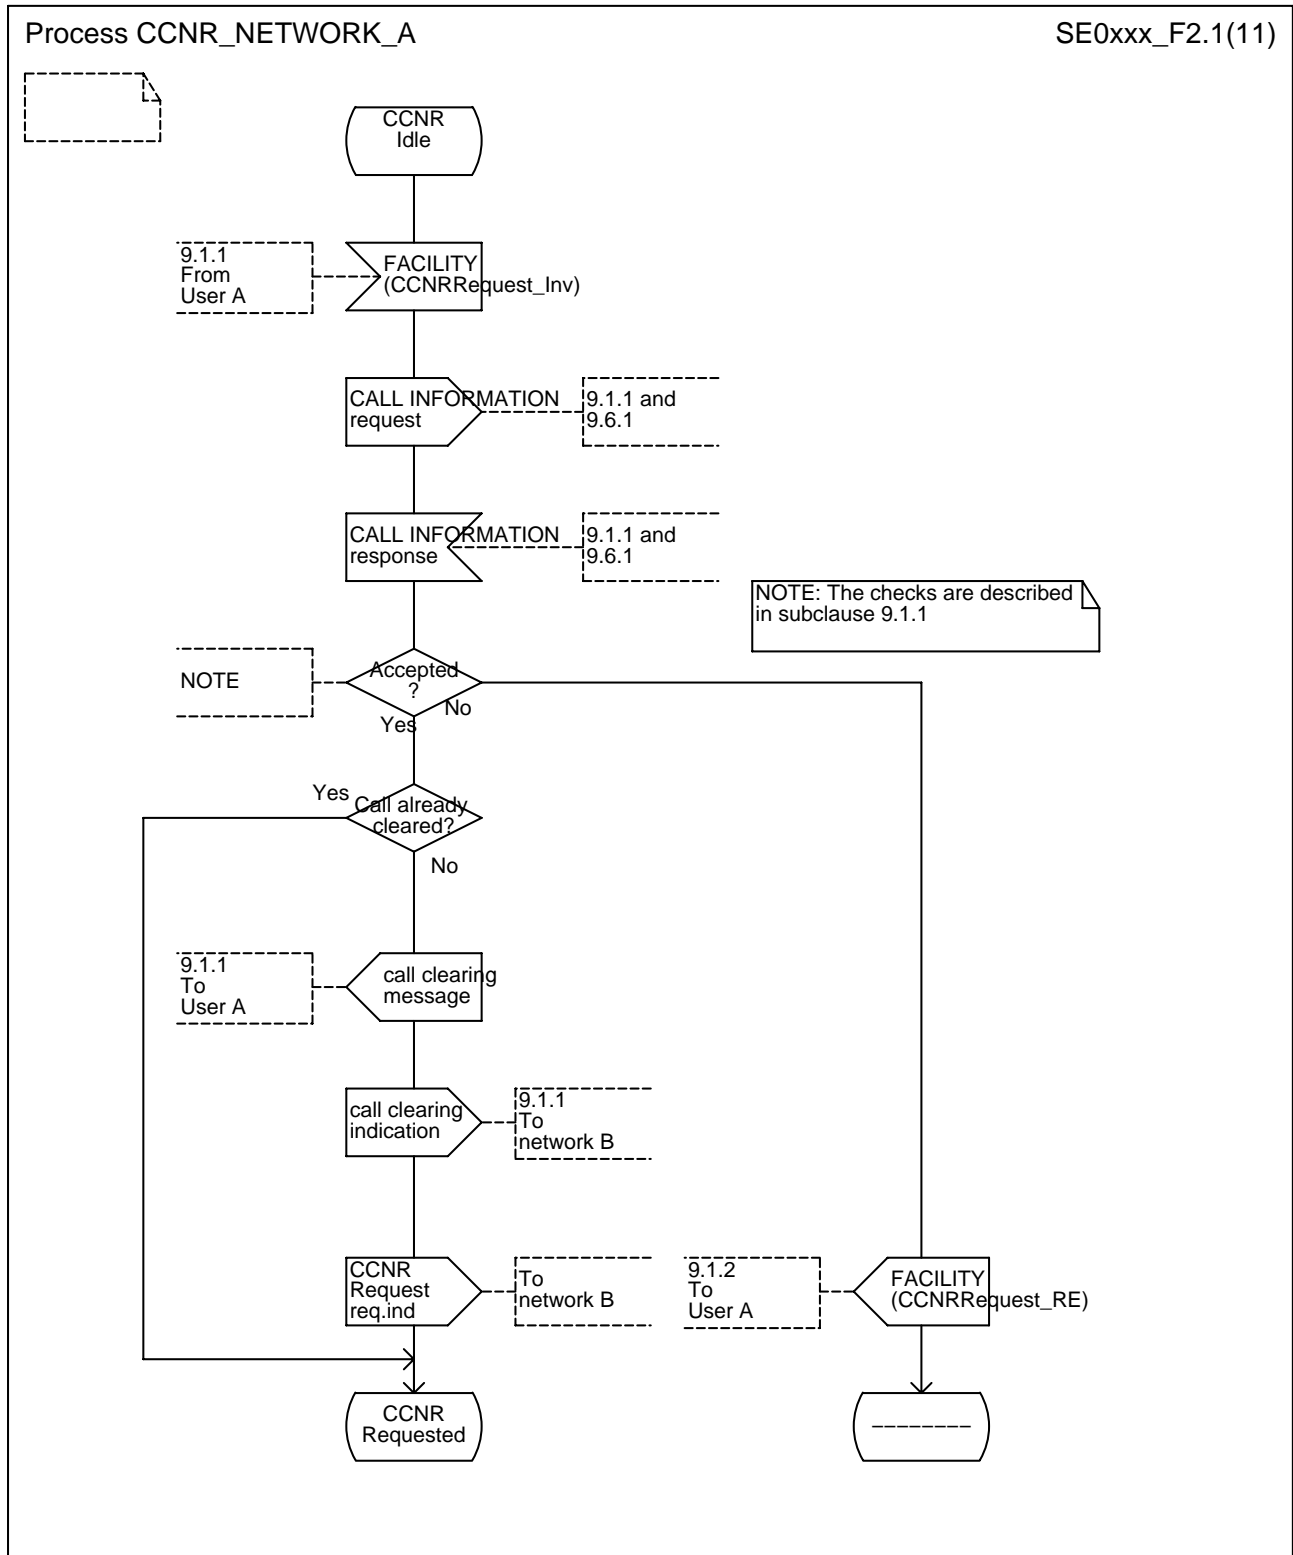 Process CCNR_NETWORK_A
SE0xxx_F2.1(11)
CCNR
Idle
9.1.1
From
User A
FACILITY
(CCNRRequest_Inv)
CALL INFORMATION
request
9.1.1 and
9.6.1
CALL INFORMATION
response
9.1.1 and
9.6.1
NOTE: The checks are described
in subclause 9.1.1
NOTE
Accepted
?
No
Yes
Yes
Call already
cleared?
No
9.1.1
To
User A
call clearing
message
call clearing
indication
9.1.1
To
network B
CCNR
Request
req.ind
To
network B
9.1.2
To
User A
FACILITY
(CCNRRequest_RE)
CCNR
Requested